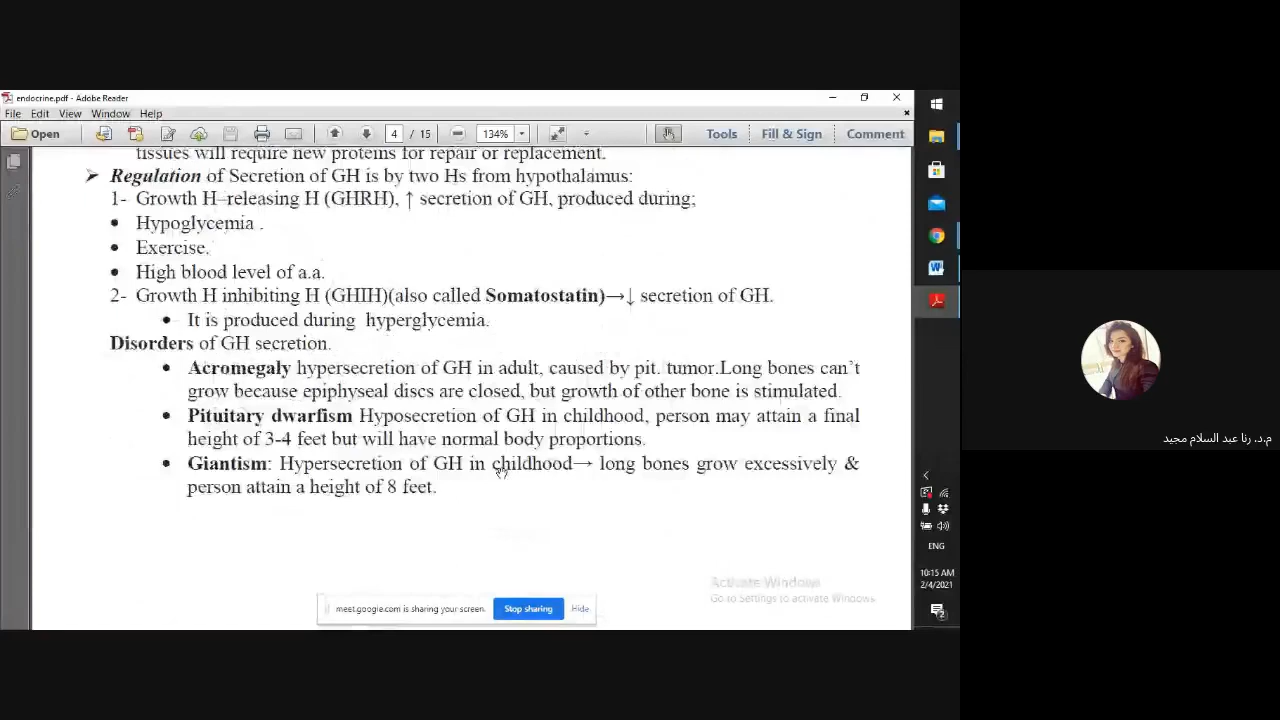 endocrine.pdf - Adobe Reader
File Edit View Window Help
Open 4 / 15 134% Tools Fill & Sign Comment
tissues will require new proteins for repair or replacement.
➤ Regulation of Secretion of GH is by two Hs from hypothalamus:
1- Growth H–releasing H (GHRH), ↑ secretion of GH, produced during;
• Hypoglycemia .
• Exercise.
• High blood level of a.a.
2- Growth H inhibiting H (GHIH)(also called Somatostatin)→↓ secretion of GH.
• It is produced during hyperglycemia.
Disorders of GH secretion.
• Acromegaly hypersecretion of GH in adult, caused by pit. tumor.Long bones can't
grow because epiphyseal discs are closed, but growth of other bone is stimulated.
• Pituitary dwarfism Hyposecretion of GH in childhood, person may attain a final
height of 3-4 feet but will have normal body proportions.
• Giantism: Hypersecretion of GH in childhood→ long bones grow excessively &
person attain a height of 8 feet.
Activate Windows
Go to Settings to activate Windows.
meet.google.com is sharing your screen. Stop sharing Hide
ENG
10:15 AM
2/4/2021
م.د. رنا عبد السلام مجيد